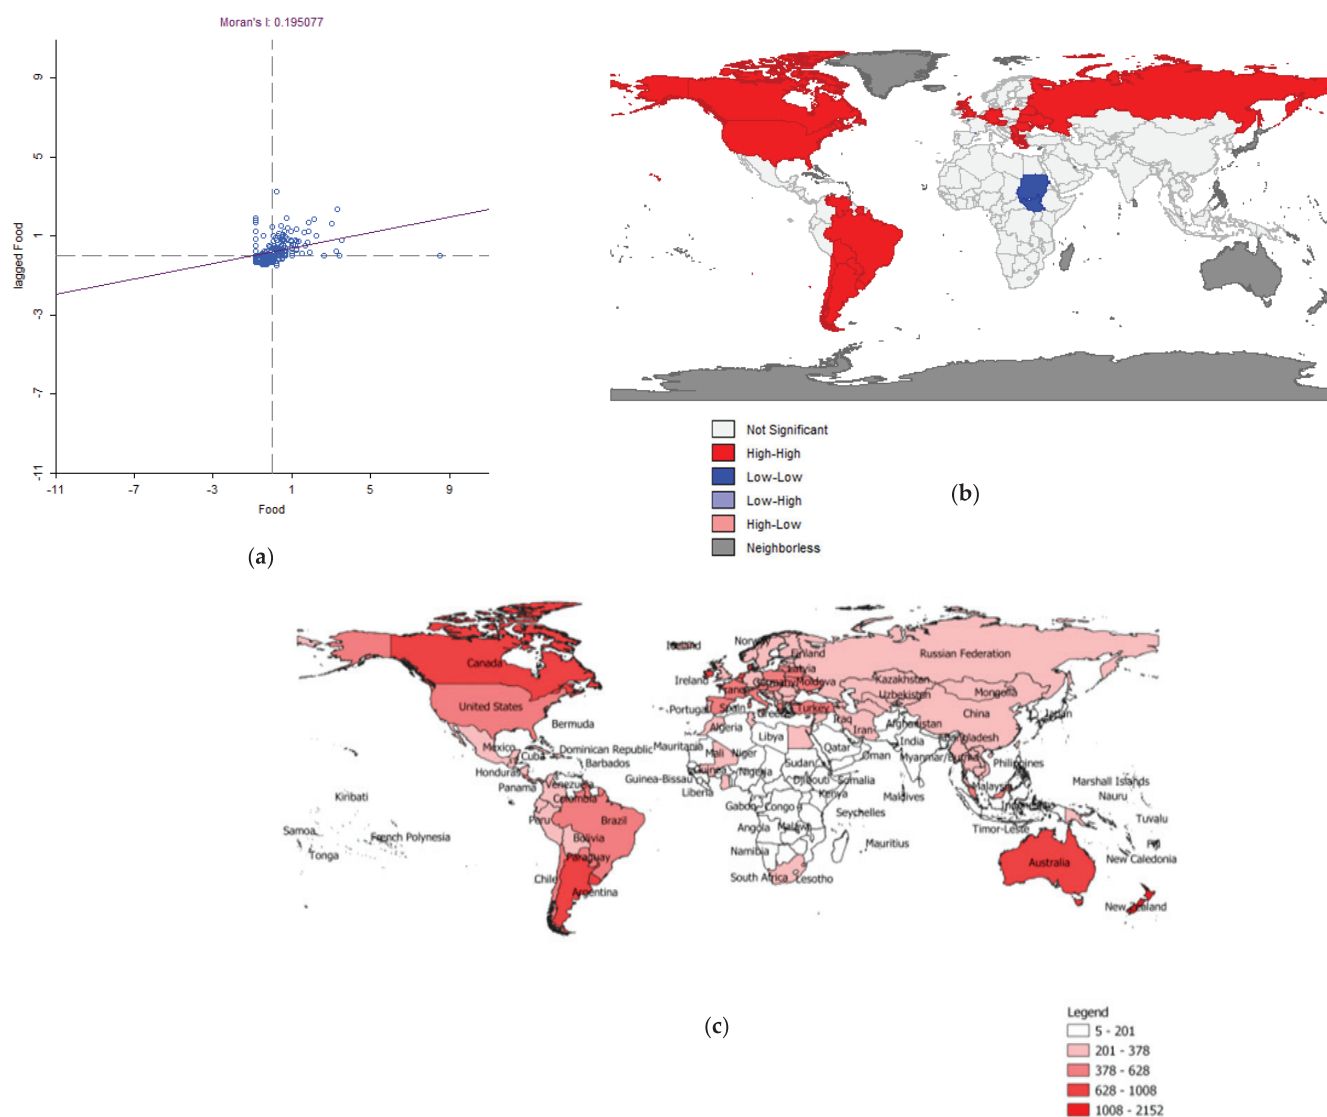 Moran's I: 0.195077
9
5
1
-3
-7
-11
lagged Food
-11
-7
-3
1
5
9
Food
(a)
Not Significant
High-High
Low-Low
Low-High
High-Low
Neighborless
(b)
Canada
United States
Bermuda
Mexico
Cuba
Dominican Republic
Barbados
Honduras
Panama
Venezuela
Colombia
Peru
Brazil
Bolivia
Paraguay
Chile
Argentina
Kiribati
Samoa
French Polynesia
Tonga
Iceland
Norway
Finland
Russian Federation
Latvia
Ireland
Germany
Moldova
Kazakhstan
France
Uzbekistan
Mongolia
Portugal
Spain
Greece
Turkey
China
Japan
Algeria
Iraq
Iran
Afghanistan
Libya
Bangladesh
Mauritania
Qatar
India
Mali
Niger
Oman
Myanmar/Burma
Philippines
Sudan
Guinea
Guinea-Bissau
Nigeria
Djibouti
Somalia
Liberia
Kenya
Maldives
Malaysia
Marshall Islands
Nauru
Gabon
Congo
Seychelles
Tuvalu
Angola
Malawi
Timor-Leste
Mauritius
Fiji
Namibia
New Caledonia
South Africa
Lesotho
Australia
New Zealand
(c)
Legend
5 - 201
201 - 378
378 - 628
628 - 1008
1008 - 2152